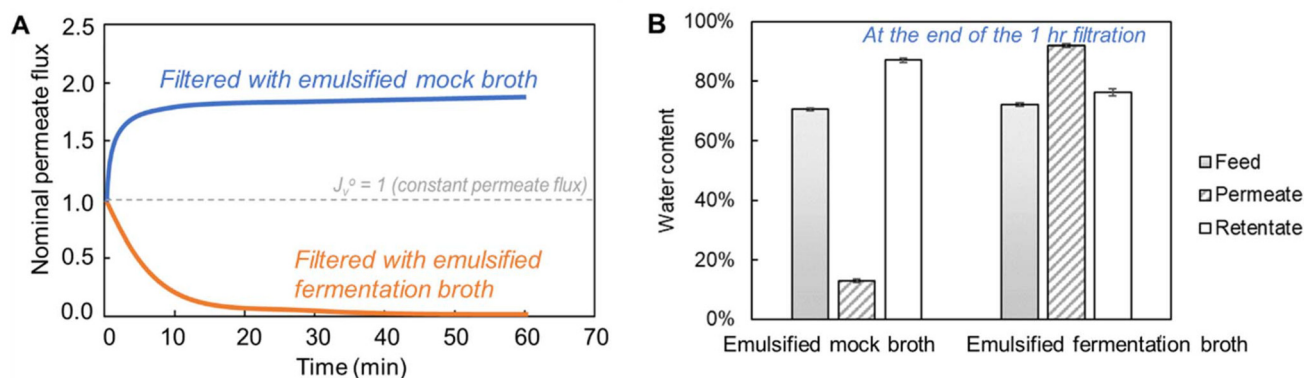 A
Nominal permeate flux
2.5
2.0
1.5
1.0
0.5
0.0
Filtered with emulsified mock broth
Jᵥᵒ = 1 (constant permeate flux)
Filtered with emulsified
fermentation broth
0 10 20 30 40 50 60 70
Time (min)
B
Water content
100%
80%
60%
40%
20%
0%
At the end of the 1 hr filtration
Emulsified mock broth Emulsified fermentation broth
Feed
Permeate
Retentate